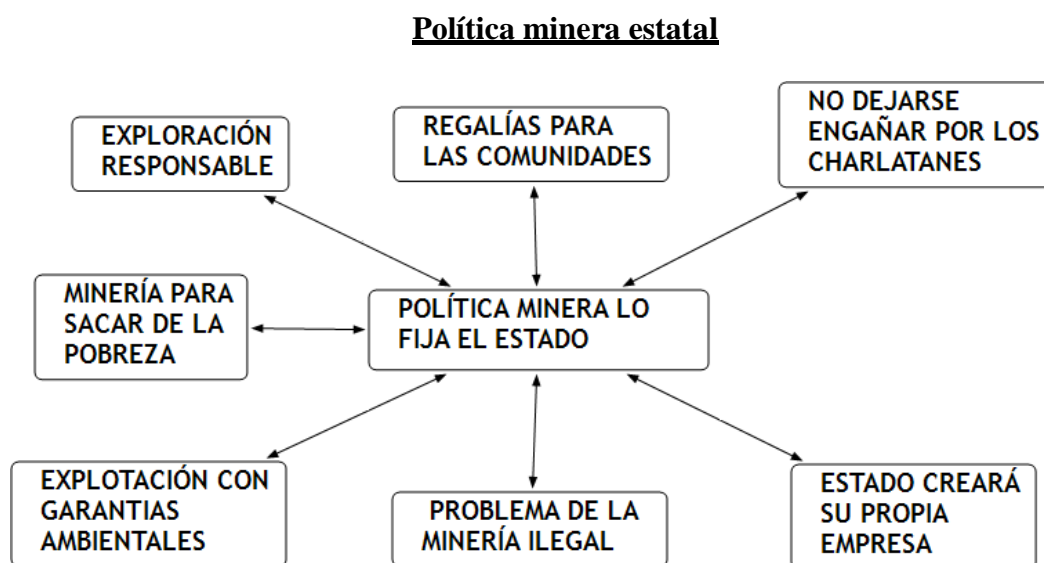 Política minera estatal
EXPLORACIÓN
RESPONSABLE
REGALÍAS PARA
LAS COMUNIDADES
NO DEJARSE
ENGAÑAR POR LOS
CHARLATANES
MINERÍA PARA
SACAR DE LA
POBREZA
POLÍTICA MINERA LO
FIJA EL ESTADO
EXPLOTACIÓN CON
GARANTIAS
AMBIENTALES
PROBLEMA DE LA
MINERÍA ILEGAL
ESTADO CREARÁ
SU PROPIA
EMPRESA